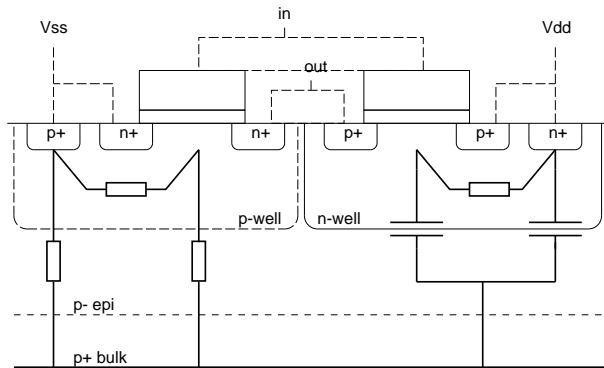 in
Vss
Vdd
out
p+
n+
n+
p+
p+
n+
p-well
n-well
p- epi
p+ bulk